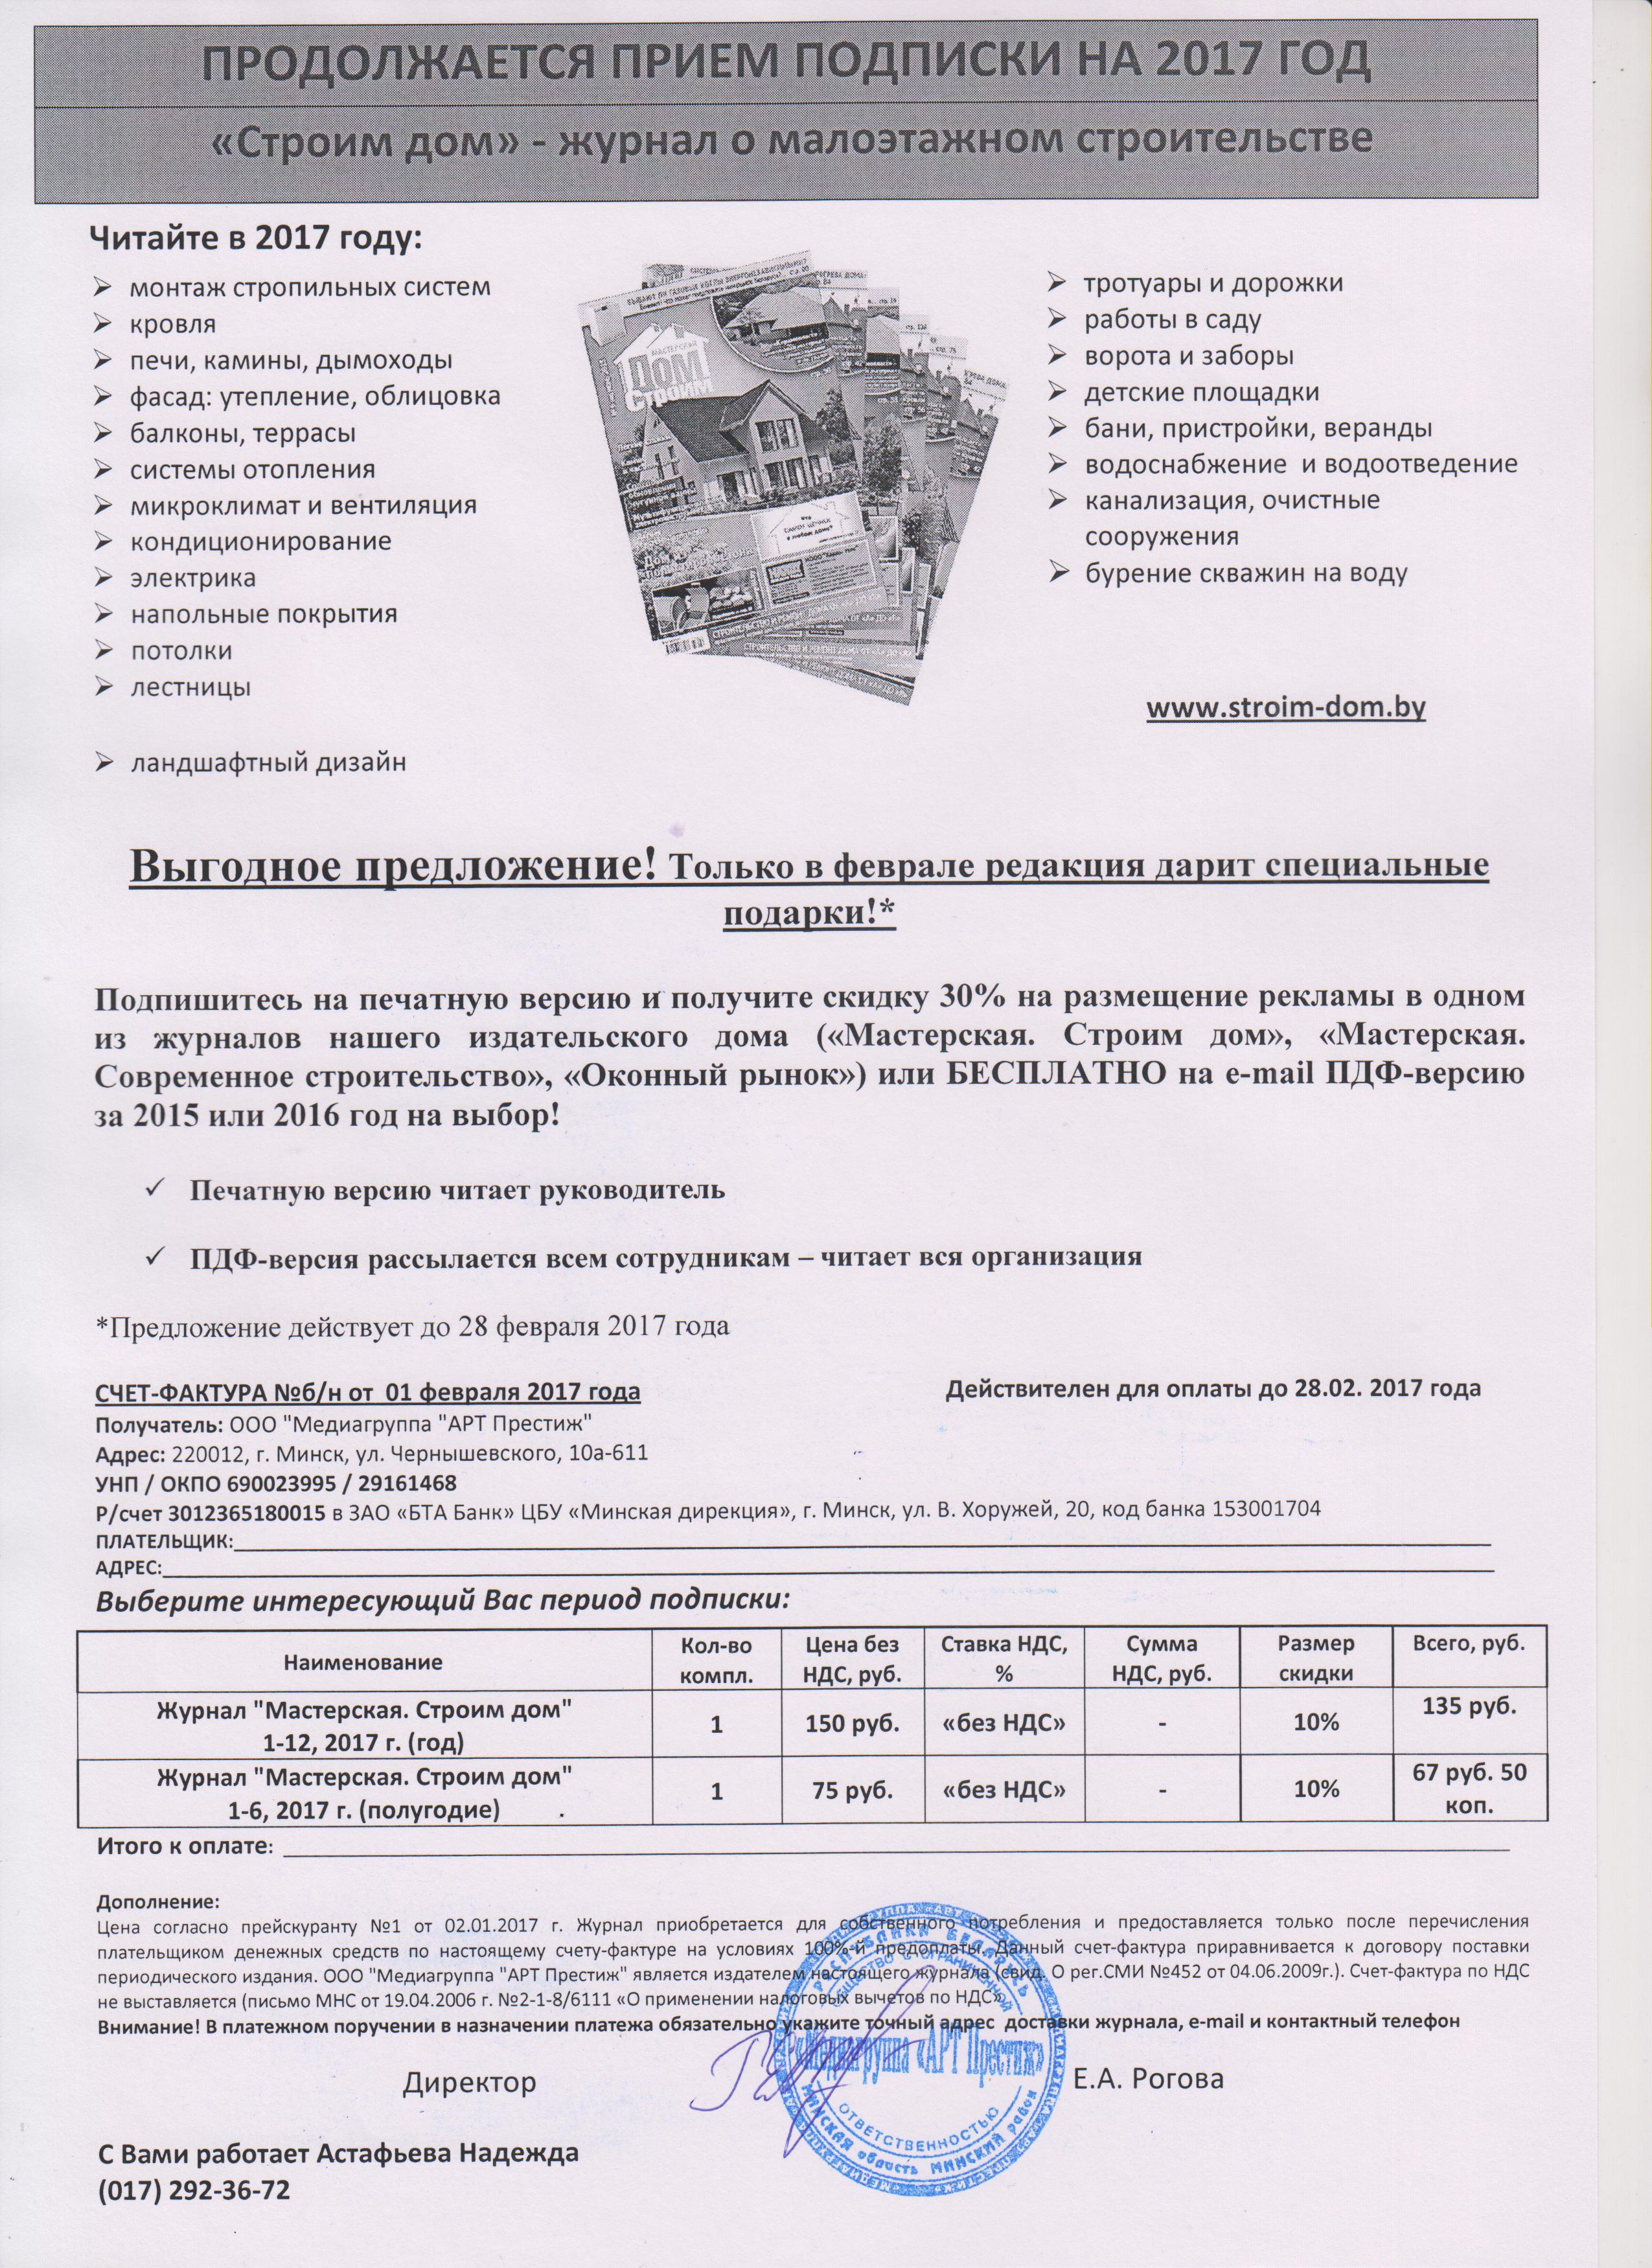 ПРОДОЛЖАЕТСЯ ПРИЕМ ПОДПИСКИ НА 2017 ГОД
«Строим дом» - журнал о малоэтажном строительстве
Читайте в 2017 году:
монтаж стропильных систем
кровля
печи, камины, дымоходы
фасад: утепление, облицовка
балконы, террасы
системы отопления
микроклимат и вентиляция
кондиционирование
электрика
напольные покрытия
потолки
лестницы
ландшафтный дизайн
МАСТЕРСКАЯ
ДОМ
СТРОИМ
тротуары и дорожки
работы в саду
ворота и заборы
детские площадки
бани, пристройки, веранды
водоснабжение  и водоотведение
канализация, очистные
сооружения
бурение скважин на воду
www.stroim-dom.by
Выгодное предложение! Только в феврале редакция дарит специальные
подарки!*
Подпишитесь на печатную версию и получите скидку 30% на размещение рекламы в одном
из журналов нашего издательского дома («Мастерская. Строим дом», «Мастерская.
Современное строительство», «Оконный рынок») или БЕСПЛАТНО на e-mail ПДФ-версию
за 2015 или 2016 год на выбор!
✓ Печатную версию читает руководитель
✓ ПДФ-версия рассылается всем сотрудникам – читает вся организация
*Предложение действует до 28 февраля 2017 года
СЧЕТ-ФАКТУРА №б/н от  01 февраля 2017 года Действителен для оплаты до 28.02. 2017 года
Получатель: ООО "Медиагруппа "АРТ Престиж"
Адрес: 220012, г. Минск, ул. Чернышевского, 10а-611
УНП / ОКПО 690023995 / 29161468
Р/счет 3012365180015 в ЗАО «БТА Банк» ЦБУ «Минская дирекция», г. Минск, ул. В. Хоружей, 20, код банка 153001704
ПЛАТЕЛЬЩИК:
АДРЕС:
Выберите интересующий Вас период подписки:
Наименование Кол-во компл. Цена без НДС, руб. Ставка НДС, % Сумма НДС, руб. Размер скидки Всего, руб.
Журнал "Мастерская. Строим дом"
1-12, 2017 г. (год) 1 150 руб. «без НДС» - 10% 135 руб.
Журнал "Мастерская. Строим дом"
1-6, 2017 г. (полугодие) 1 75 руб. «без НДС» - 10% 67 руб. 50 коп.
Итого к оплате:
Дополнение:
Цена согласно прейскуранту №1 от 02.01.2017 г. Журнал приобретается для собственного потребления и предоставляется только после перечисления
плательщиком денежных средств по настоящему счету-фактуре на условиях 100%-й предоплаты. Данный счет-фактура приравнивается к договору поставки
периодического издания. ООО "Медиагруппа "АРТ Престиж" является издателем настоящего журнала (свид. О рег.СМИ №452 от 04.06.2009г.). Счет-фактура по НДС
не выставляется (письмо МНС от 19.04.2006 г. №2-1-8/6111 «О применении налоговых вычетов по НДС».
Внимание! В платежном поручении в назначении платежа обязательно укажите точный адрес  доставки журнала, e-mail и контактный телефон
РЕСПУБЛИКА БЕЛАРУСЬ
ОБЩЕСТВО С ОГРАНИЧЕННОЙ
«Медиагруппа «АРТ Престиж»
ОТВЕТСТВЕННОСТЬЮ
МИНСКАЯ область МИНСКИЙ район
Директор Е.А. Рогова
С Вами работает Астафьева Надежда
(017) 292-36-72